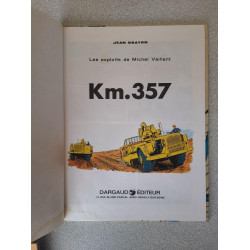 JEAN GRATON
Les exploits de Michel Vaillant
Km.357
DARGAUD ÉDITEUR